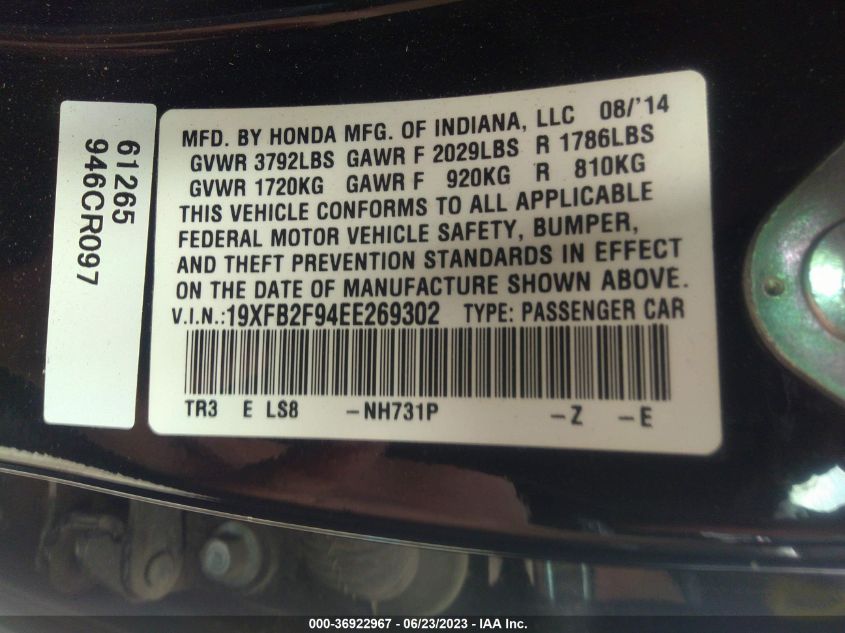 61265
946CR097
MFD. BY HONDA MFG. OF INDIANA, LLC 08/'14
GVWR 3792LBS GAWR F 2029LBS R 1786LBS
GVWR 1720KG GAWR F 920KG R 810KG
THIS VEHICLE CONFORMS TO ALL APPLICABLE
FEDERAL MOTOR VEHICLE SAFETY, BUMPER,
AND THEFT PREVENTION STANDARDS IN EFFECT
ON THE DATE OF MANUFACTURE SHOWN ABOVE.
V.I.N.:19XFB2F94EE269302 TYPE: PASSENGER CAR
TR3 E LS8 -NH731P -Z -E
000-36922967 / 06/23/2023 - IAA Inc.